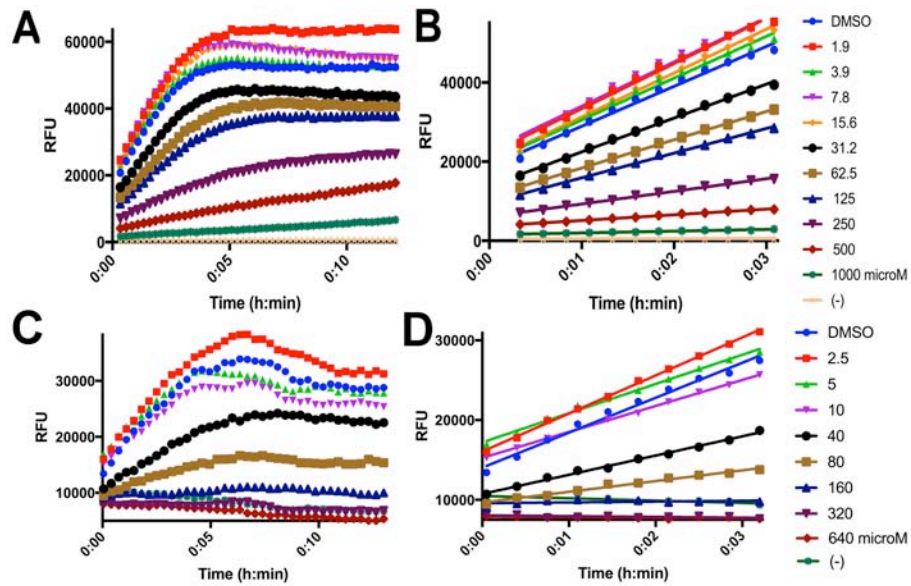 A
RFU
60000
40000
20000
0
0:00
0:05
0:10
Time (h:min)
B
RFU
40000
20000
0
0:00
0:01
0:02
0:03
Time (h:min)
DMSO
1.9
3.9
7.8
15.6
31.2
62.5
125
250
500
1000 microM
(-)
C
RFU
30000
20000
10000
0:00
0:05
0:10
Time (h:min)
D
RFU
30000
20000
10000
0:00
0:01
0:02
0:03
Time (h:min)
DMSO
2.5
5
10
40
80
160
320
640 microM
(-)